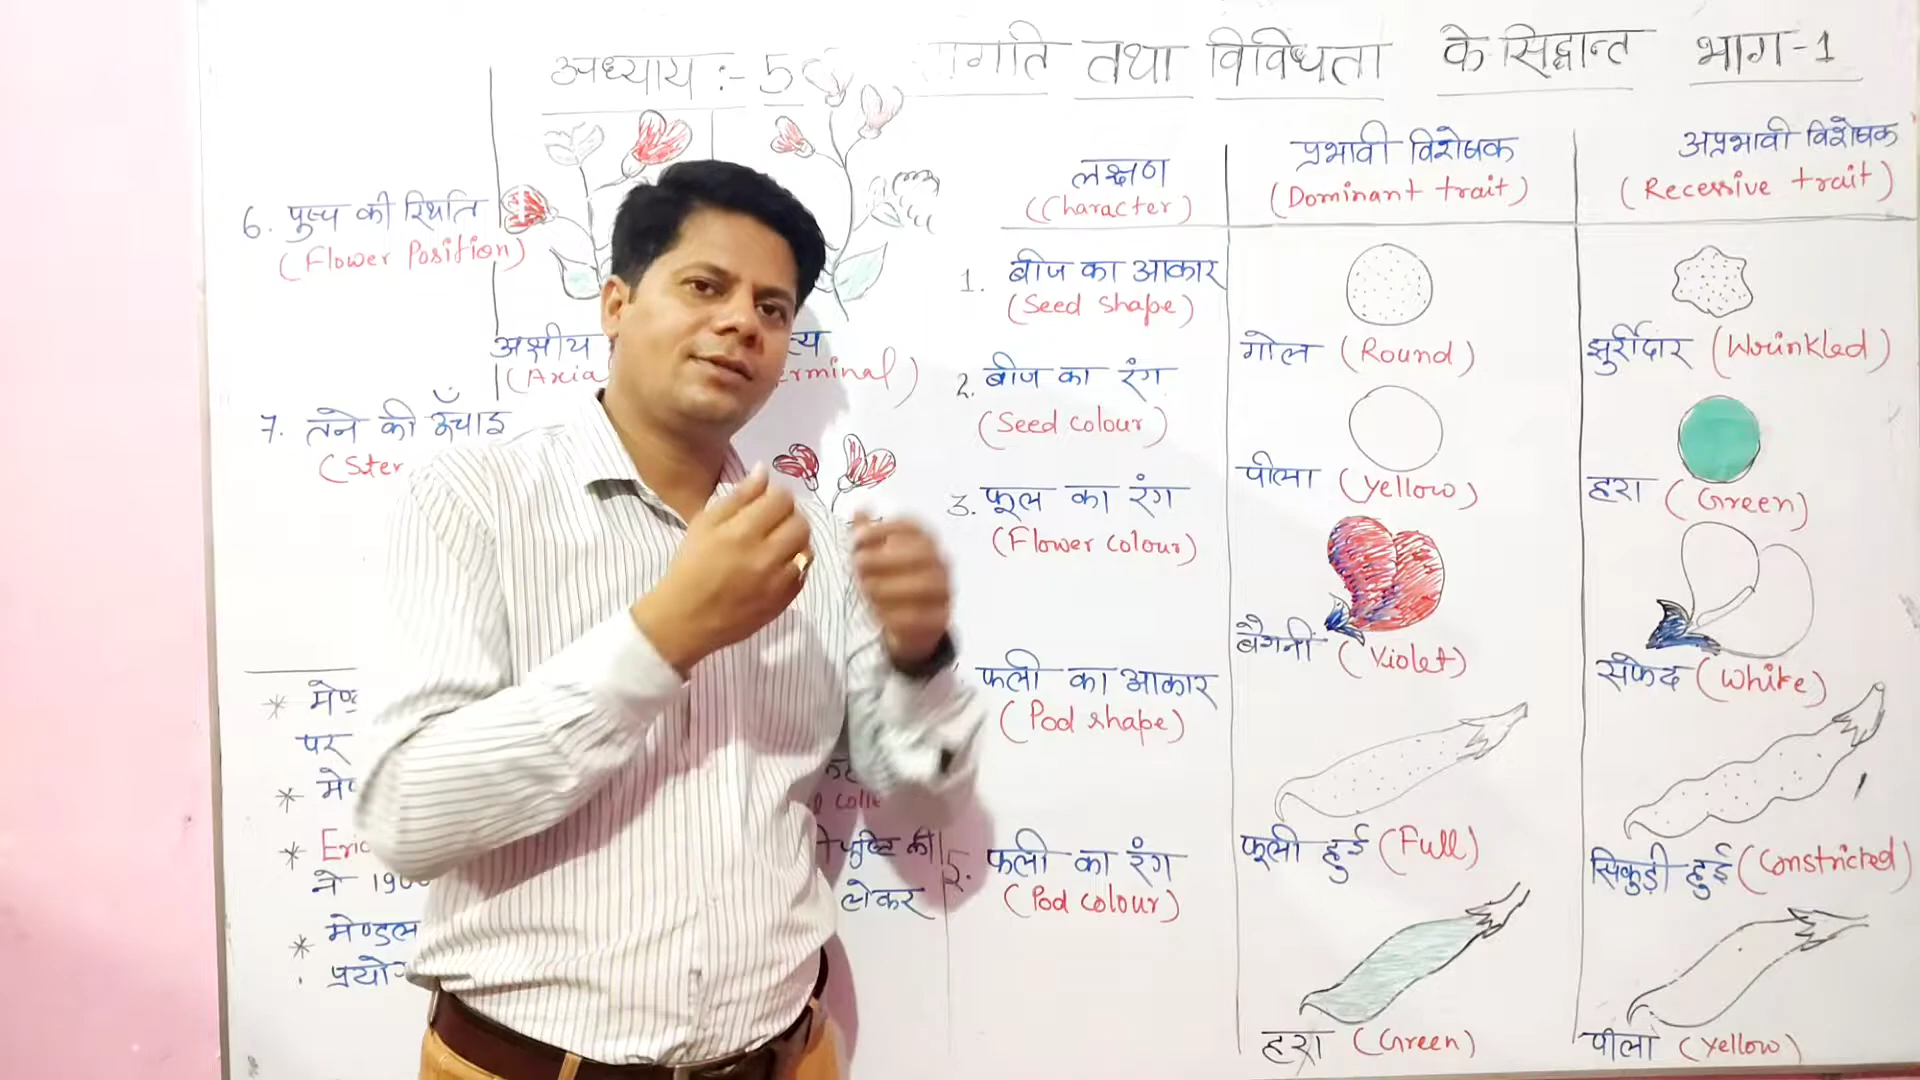 अध्याय :- 5 तथा विविधता के सिद्धान्त भाग-1
6. पुष्प की स्थिति
(Flower Position)
अक्षीय
7. तने की ऊँचाई
लक्षण
(Character)
प्रभावी विशेषक
(Dominant trait)
अप्रभावी विशेषक
(Recessive trait)
1. बीज का आकार
(Seed Shape)
गोल (Round)
झुर्रीदार (Wrinkled)
2. बीज का रंग
(Seed colour)
पीला (Yellow)
हरा (Green)
3. फूल का रंग
(Flower colour)
बैगनी (Violet)
सफेद (White)
फली का आकार
(Pod shape)
फूली हुई (Full)
सिकुड़ी हुई (Constricted)
5. फली का रंग
(Pod colour)
हरा (Green)
पीला (Yellow)
पर
पुष्टि की
लेकर
* मेण्डल